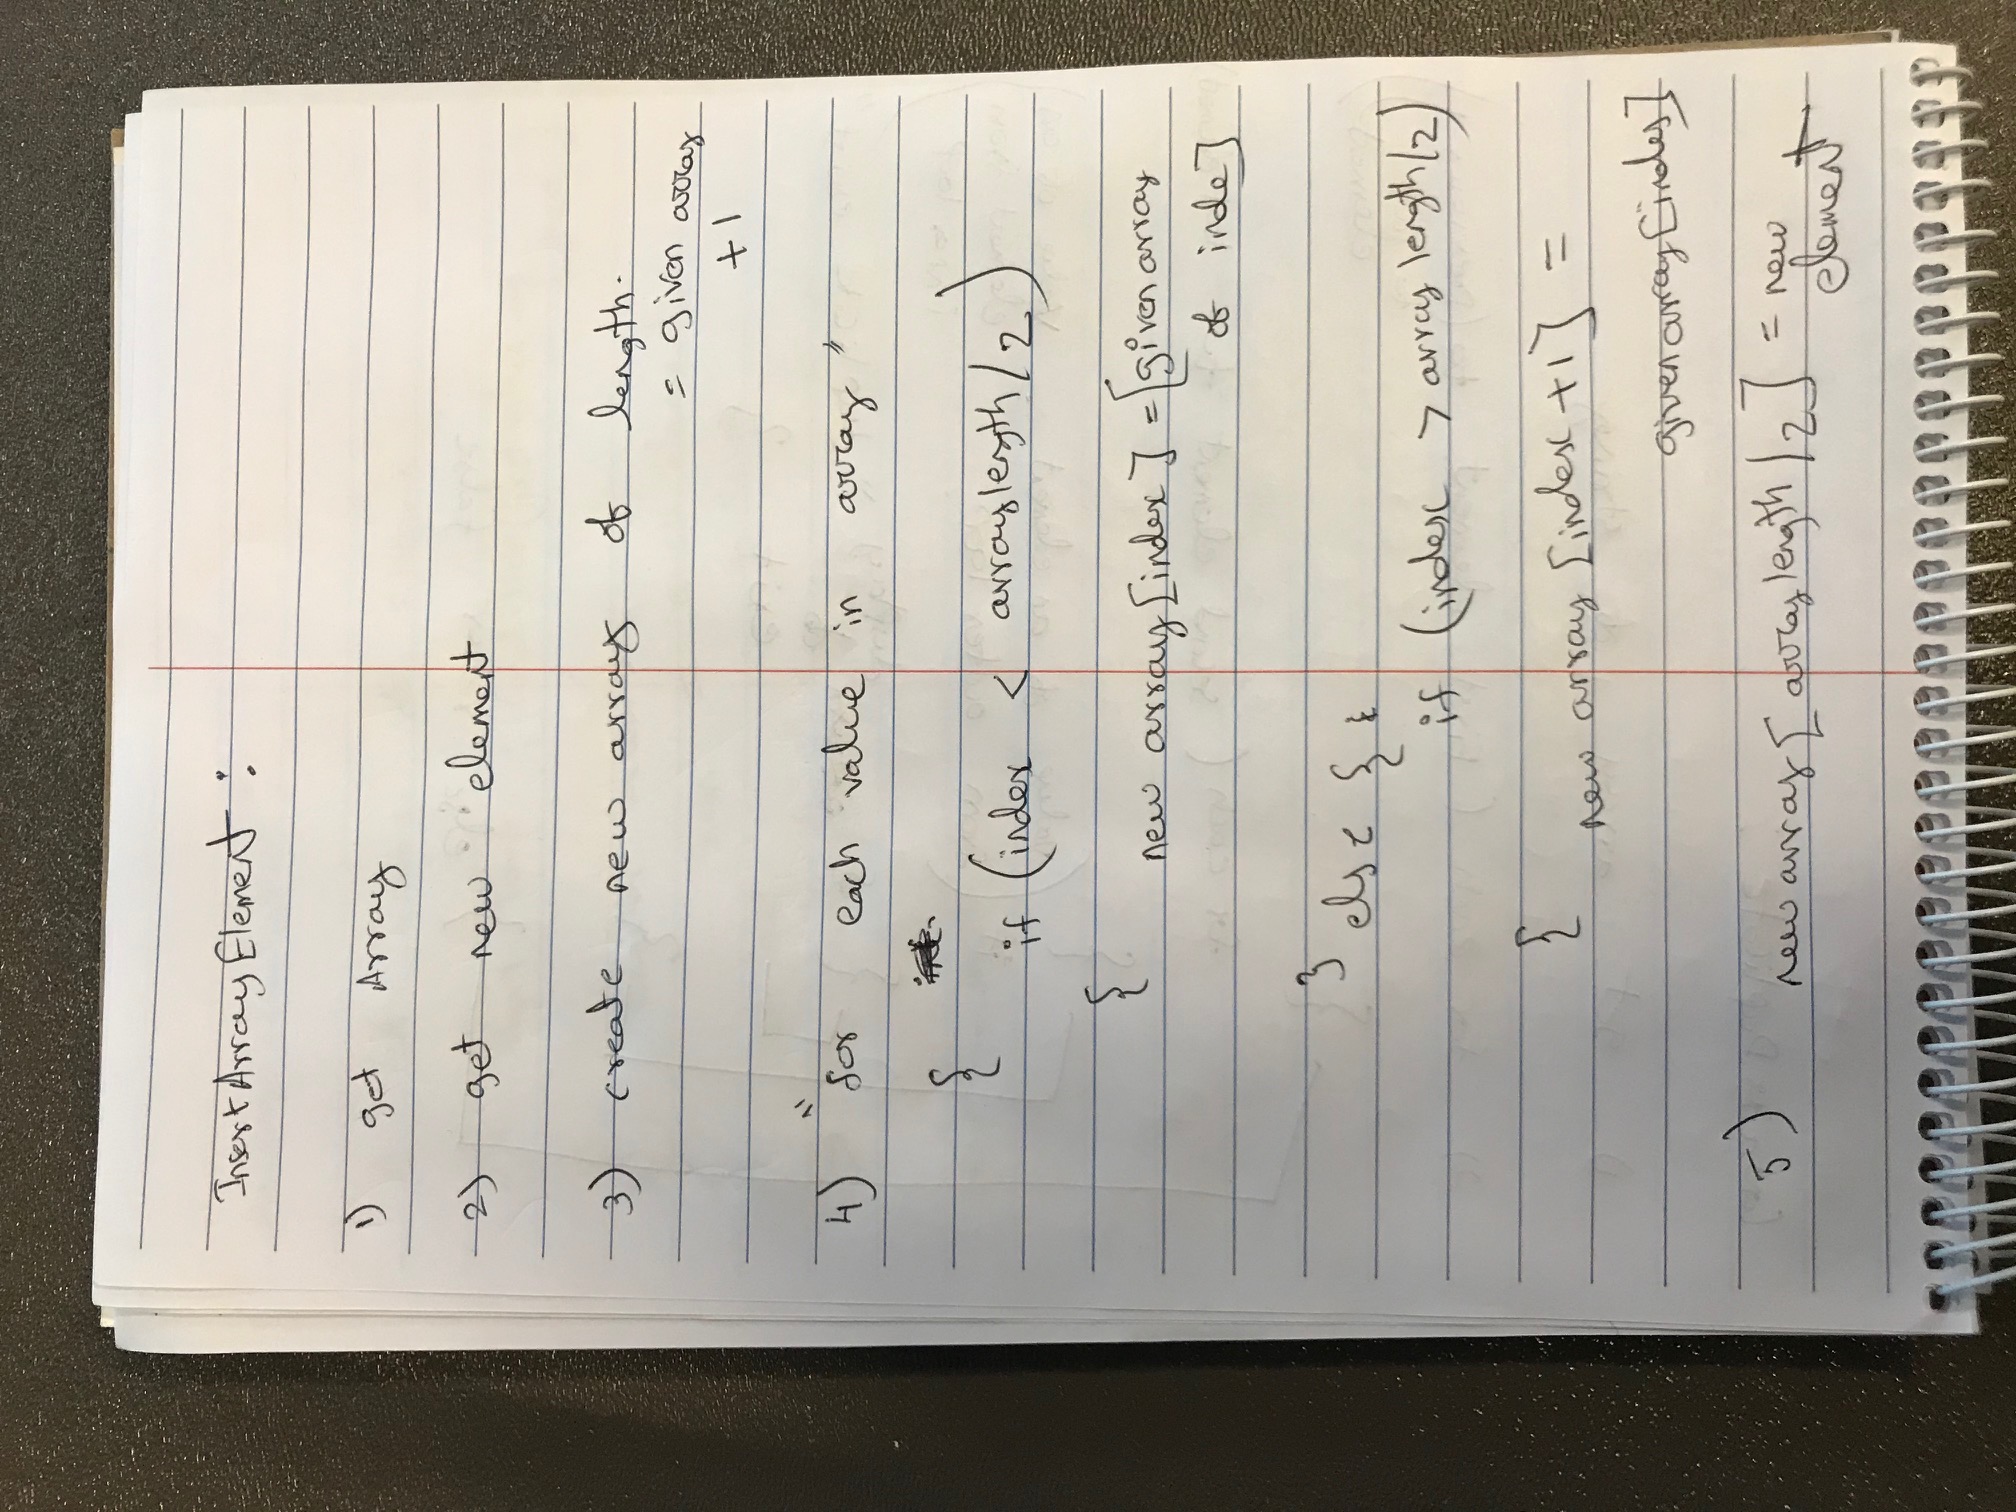 InsertArrayElement :
1) get Array
2) get new element
3) create new array of length.
= given array
+1
4) "for each value in array"
{
if (index < arraylength/2)
{
new array[index] = [given array
of inde]
} else {
if (index > array length/2)
{
new array [index +1] =
given array [index]
5) new array [array length/2] = new
element